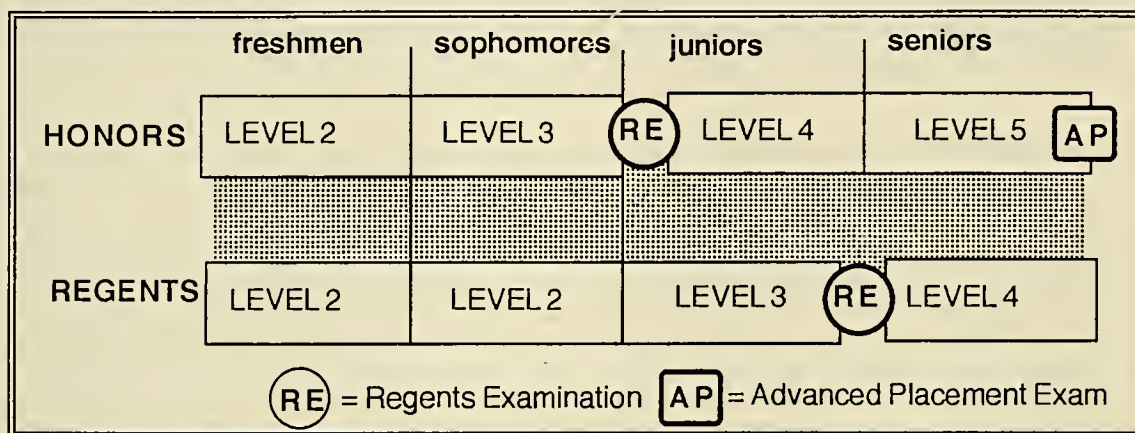 freshmen sophomores juniors seniors
HONORS LEVEL 2 LEVEL 3 RE LEVEL 4 LEVEL 5 AP
REGENTS LEVEL 2 LEVEL 2 LEVEL 3 RE LEVEL 4
RE = Regents Examination AP = Advanced Placement Exam